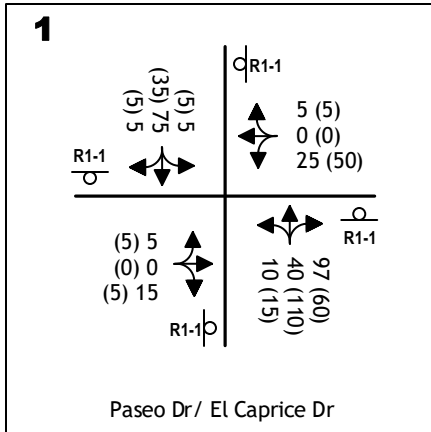 1
R1-1
(5) 5
(35) 75
(5) 5
5 (5)
0 (0)
25 (50)
R1-1
R1-1
(5) 5
(0) 0
(5) 15
97 (60)
40 (110)
10 (15)
R1-1
Paseo Dr/ El Caprice Dr